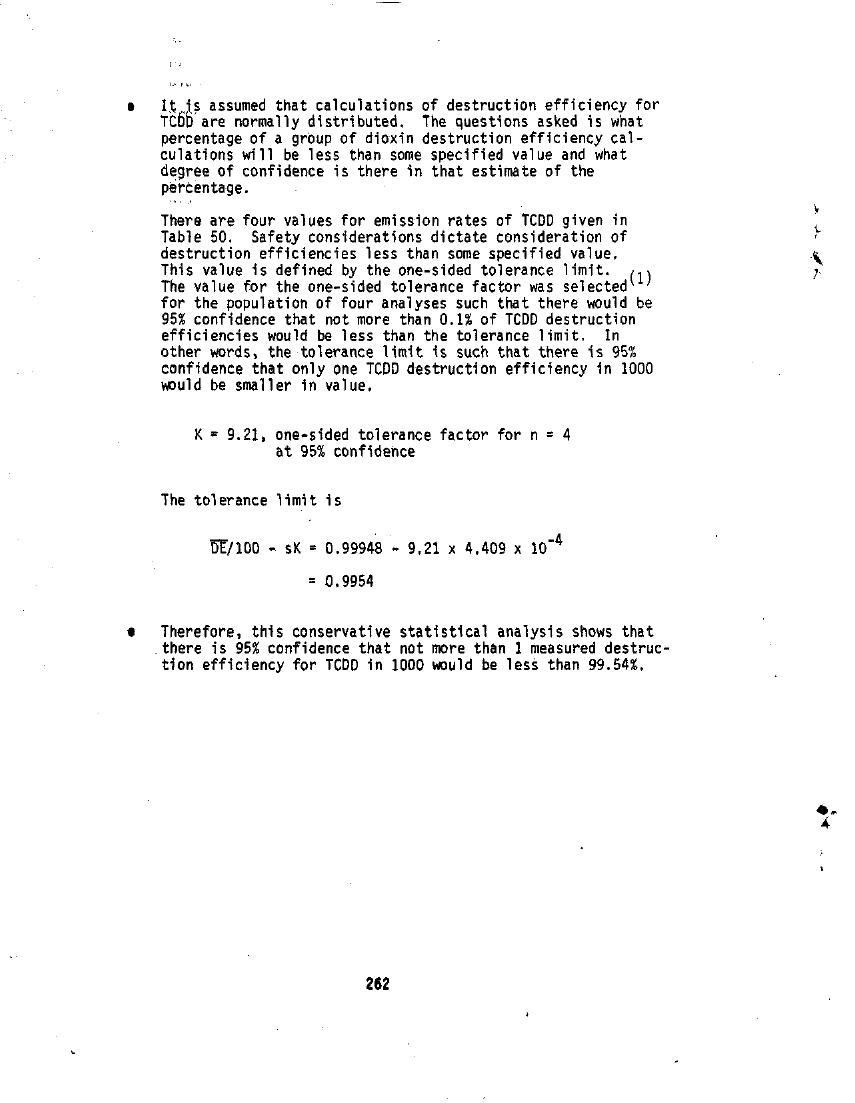 • It is assumed that calculations of destruction efficiency for
TCDD are normally distributed. The questions asked is what
percentage of a group of dioxin destruction efficiency cal-
culations will be less than some specified value and what
degree of confidence is there in that estimate of the
percentage.
There are four values for emission rates of TCDD given in
Table 50. Safety considerations dictate consideration of
destruction efficiencies less than some specified value.
This value is defined by the one-sided tolerance limit.
The value for the one-sided tolerance factor was selected(1)
for the population of four analyses such that there would be
95% confidence that not more than 0.1% of TCDD destruction
efficiencies would be less than the tolerance limit. In
other words, the tolerance limit is such that there is 95%
confidence that only one TCDD destruction efficiency in 1000
would be smaller in value.
K = 9.21, one-sided tolerance factor for n = 4
at 95% confidence
The tolerance limit is
D̅E̅/100 - sK = 0.99948 - 9.21 x 4.409 x 10-4
= 0.9954
• Therefore, this conservative statistical analysis shows that
there is 95% confidence that not more than 1 measured destruc-
tion efficiency for TCDD in 1000 would be less than 99.54%.
262